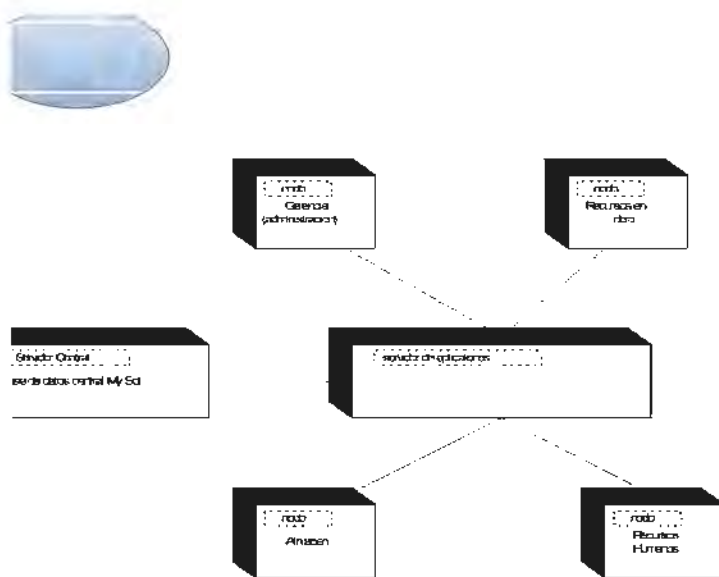 nodo
Gerencia
(administracion)
nodo
Recursos en
obra
Servidor Central
ase de datos central My Sql
servidor de aplicaciones
nodo
Almacen
nodo
Recursos
Humanos